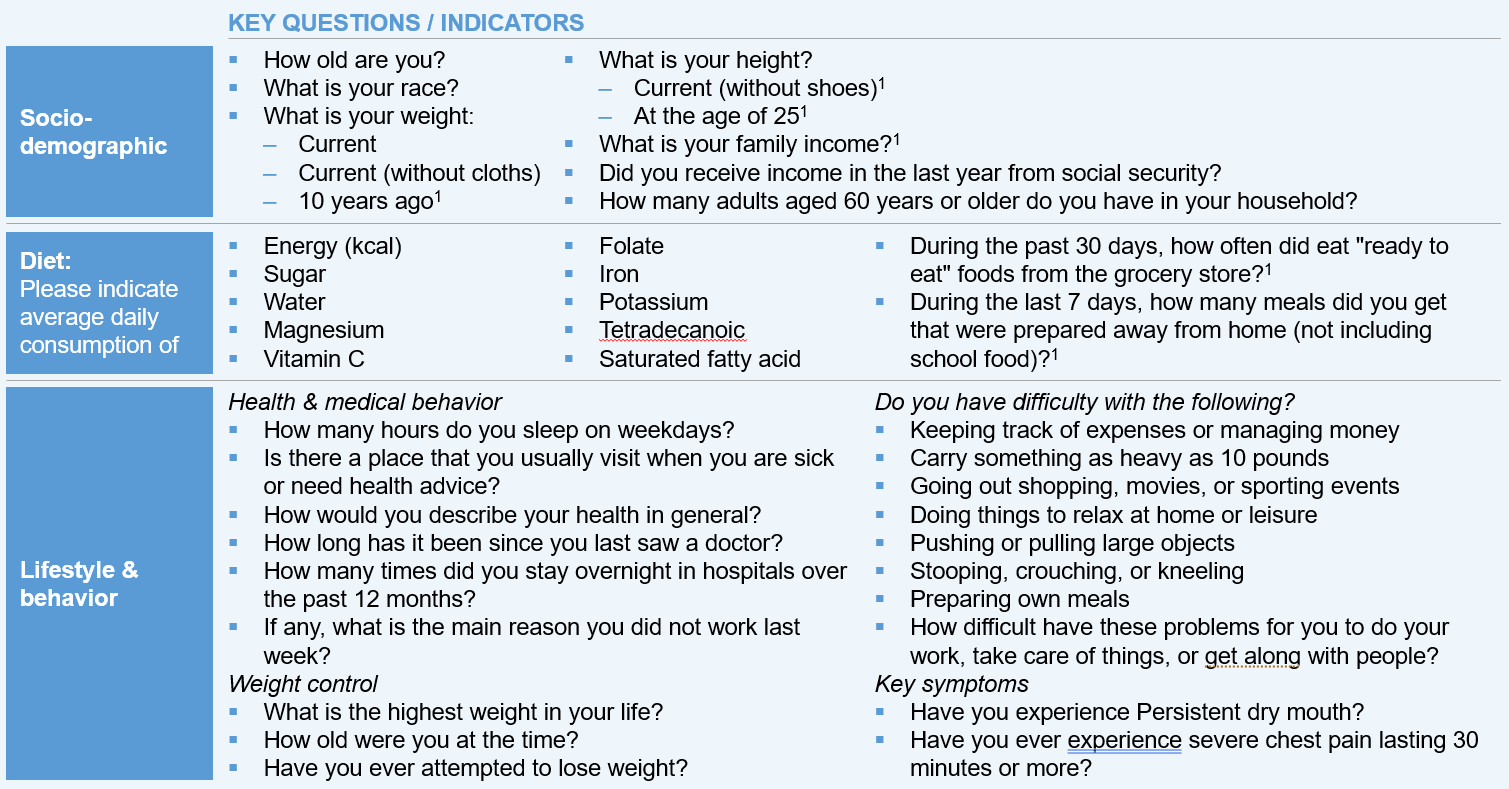 KEY QUESTIONS / INDICATORS
Socio-
demographic
▪ How old are you?
▪ What is your race?
▪ What is your weight:
– Current
– Current (without cloths)
– 10 years ago¹
▪ What is your height?
– Current (without shoes)¹
– At the age of 25¹
▪ What is your family income?¹
▪ Did you receive income in the last year from social security?
▪ How many adults aged 60 years or older do you have in your household?
Diet:
Please indicate
average daily
consumption of
▪ Energy (kcal)
▪ Sugar
▪ Water
▪ Magnesium
▪ Vitamin C
▪ Folate
▪ Iron
▪ Potassium
▪ Tetradecanoic
▪ Saturated fatty acid
▪ During the past 30 days, how often did eat "ready to
eat" foods from the grocery store?¹
▪ During the last 7 days, how many meals did you get
that were prepared away from home (not including
school food)?¹
Lifestyle &
behavior
Health & medical behavior
▪ How many hours do you sleep on weekdays?
▪ Is there a place that you usually visit when you are sick
or need health advice?
▪ How would you describe your health in general?
▪ How long has it been since you last saw a doctor?
▪ How many times did you stay overnight in hospitals over
the past 12 months?
▪ If any, what is the main reason you did not work last
week?
Weight control
▪ What is the highest weight in your life?
▪ How old were you at the time?
▪ Have you ever attempted to lose weight?
Do you have difficulty with the following?
▪ Keeping track of expenses or managing money
▪ Carry something as heavy as 10 pounds
▪ Going out shopping, movies, or sporting events
▪ Doing things to relax at home or leisure
▪ Pushing or pulling large objects
▪ Stooping, crouching, or kneeling
▪ Preparing own meals
▪ How difficult have these problems for you to do your
work, take care of things, or get along with people?
Key symptoms
▪ Have you experience Persistent dry mouth?
▪ Have you ever experience severe chest pain lasting 30
minutes or more?